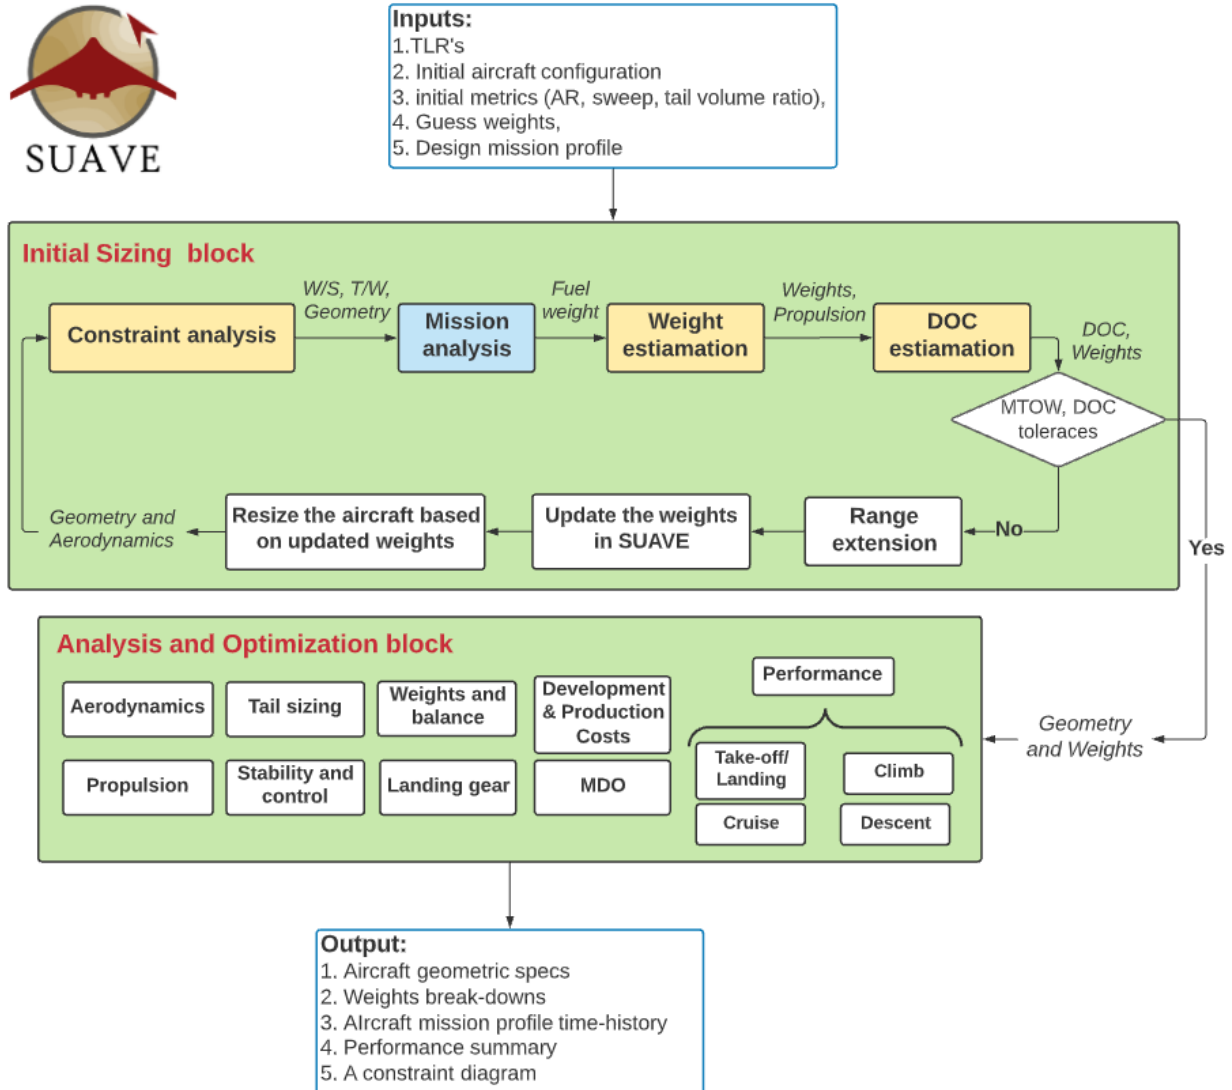 SUAVE
Inputs:
1.TLR's
2. Initial aircraft configuration
3. initial metrics (AR, sweep, tail volume ratio),
4. Guess weights,
5. Design mission profile
Initial Sizing block
Constraint analysis
W/S, T/W,
Geometry
Mission
analysis
Fuel
weight
Weight
estiamation
Weights,
Propulsion
DOC
estiamation
DOC,
Weights
MTOW, DOC
toleraces
No
Yes
Range
extension
Update the weights
in SUAVE
Resize the aircraft based
on updated weights
Geometry and
Aerodynamics
Geometry
and Weights
Analysis and Optimization block
Aerodynamics
Tail sizing
Weights and
balance
Development
& Production
Costs
Propulsion
Stability and
control
Landing gear
MDO
Performance
Take-off/
Landing
Climb
Cruise
Descent
Output:
1. Aircraft geometric specs
2. Weights break-downs
3. AIrcraft mission profile time-history
4. Performance summary
5. A constraint diagram